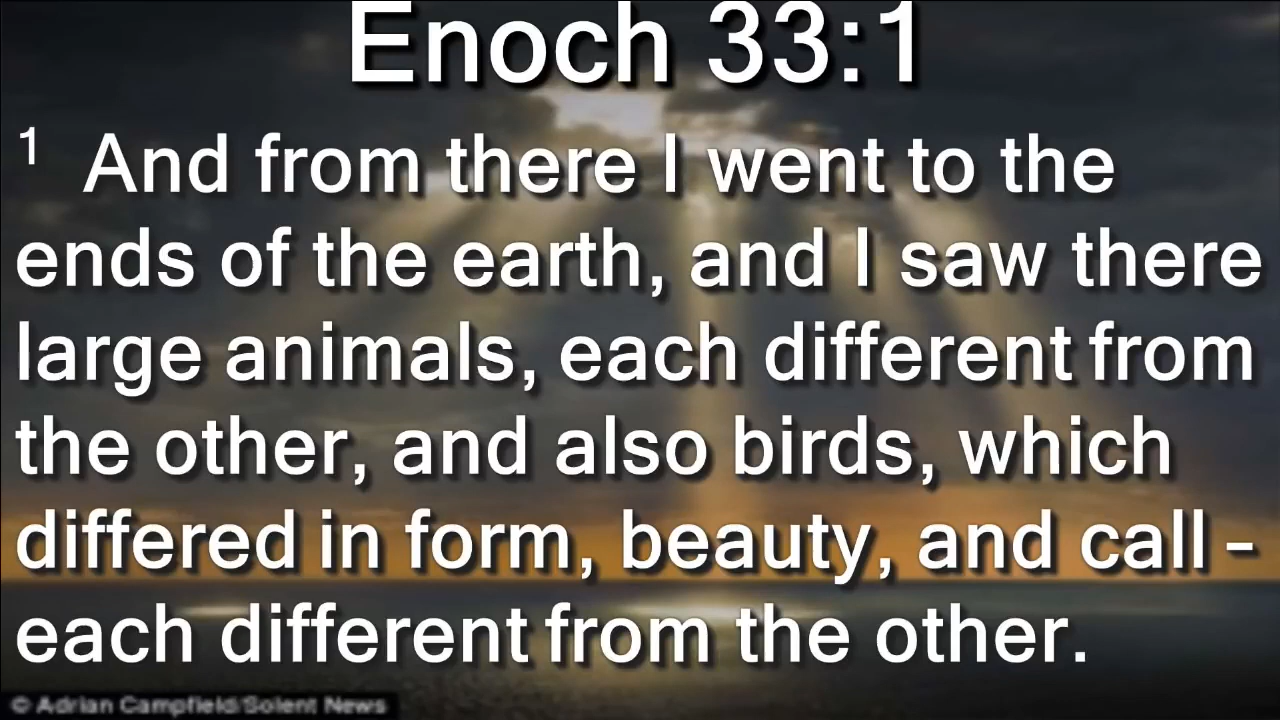 Enoch 33:1
1 And from there I went to the
ends of the earth, and I saw there
large animals, each different from
the other, and also birds, which
differed in form, beauty, and call -
each different from the other.
© Adrian Campfield/Solent News